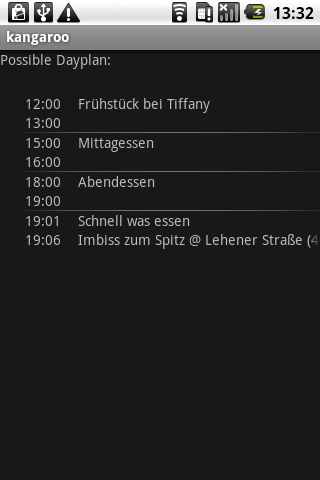 13:32
kangaroo
Possible Dayplan:
12:00 Frühstück bei Tiffany
13:00
15:00 Mittagessen
16:00
18:00 Abendessen
19:00
19:01 Schnell was essen
19:06 Imbiss zum Spitz @ Lehener Straße (4